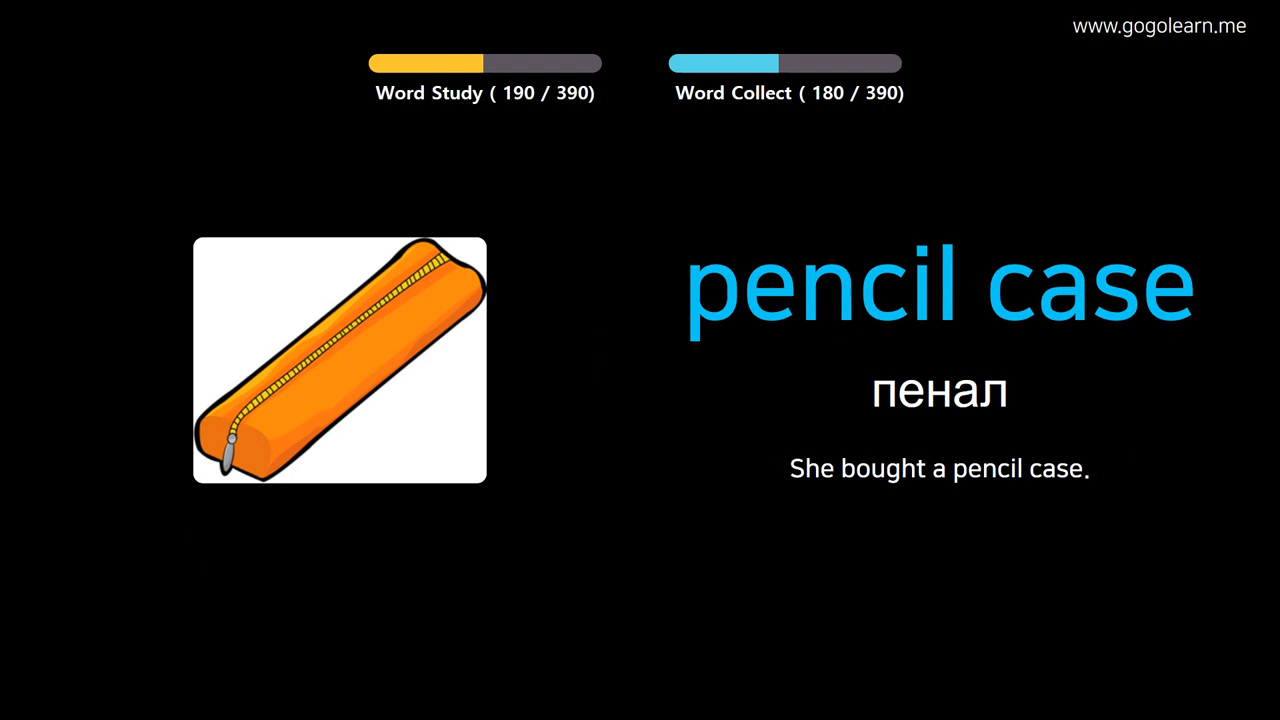 www.gogolearn.me
Word Study ( 190 / 390)
Word Collect ( 180 / 390)
pencil case
пенал
She bought a pencil case.